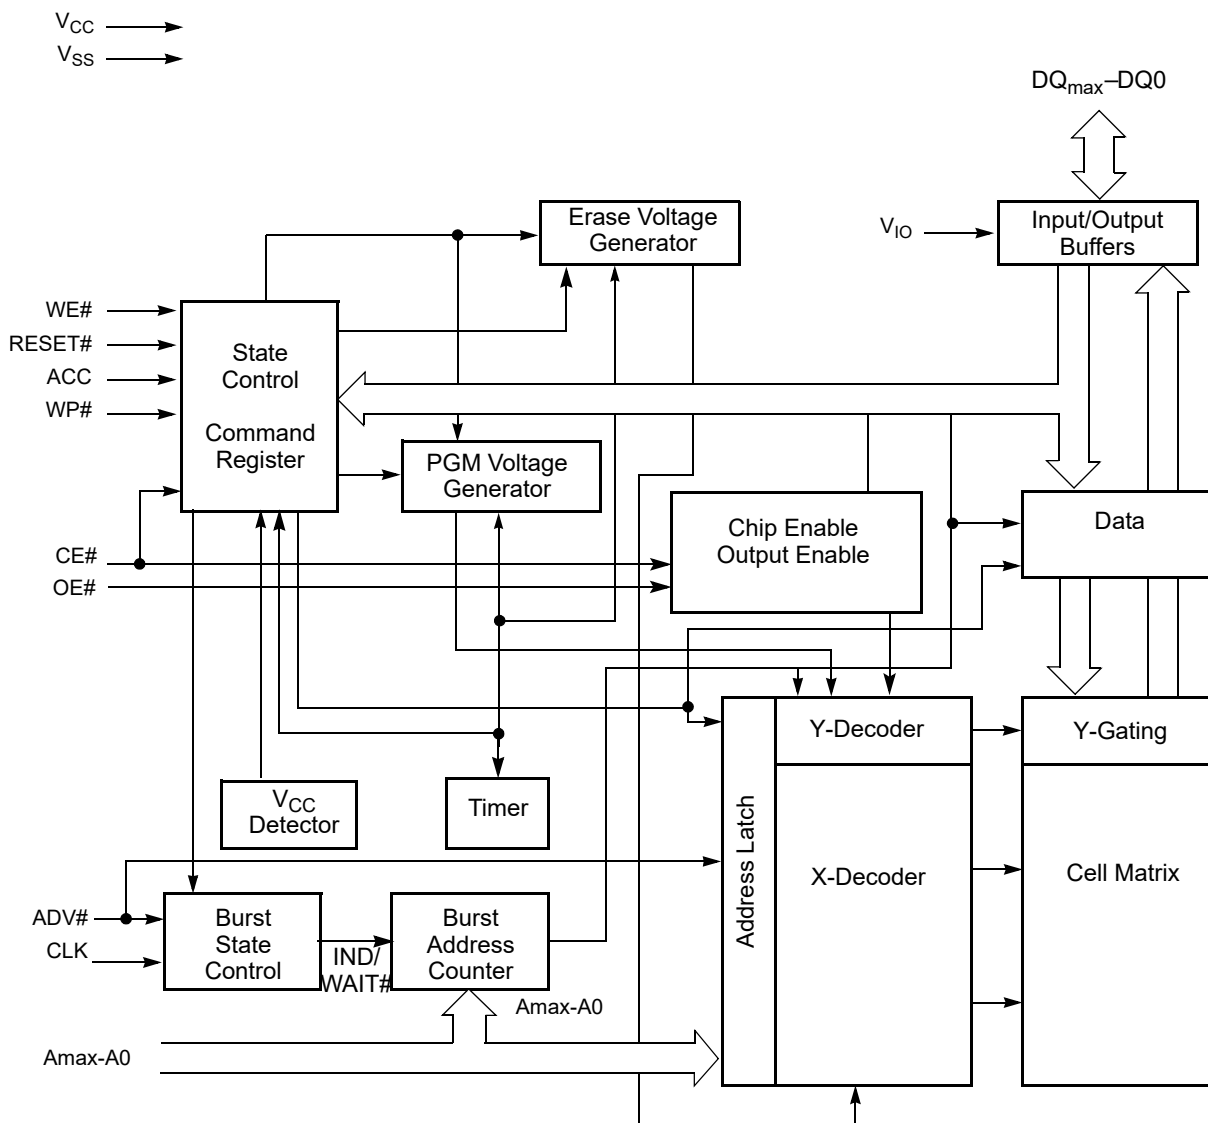 VCC
VSS
DQmax–DQ0
Erase Voltage
Generator
VIO
Input/Output
Buffers
WE#
RESET#
ACC
WP#
State
Control
Command
Register
PGM Voltage
Generator
Chip Enable
Output Enable
Data
CE#
OE#
Y-Decoder
Y-Gating
VCC
Detector
Timer
Address Latch
X-Decoder
Cell Matrix
ADV#
CLK
Burst
State
Control
IND/
WAIT#
Burst
Address
Counter
Amax-A0
Amax-A0